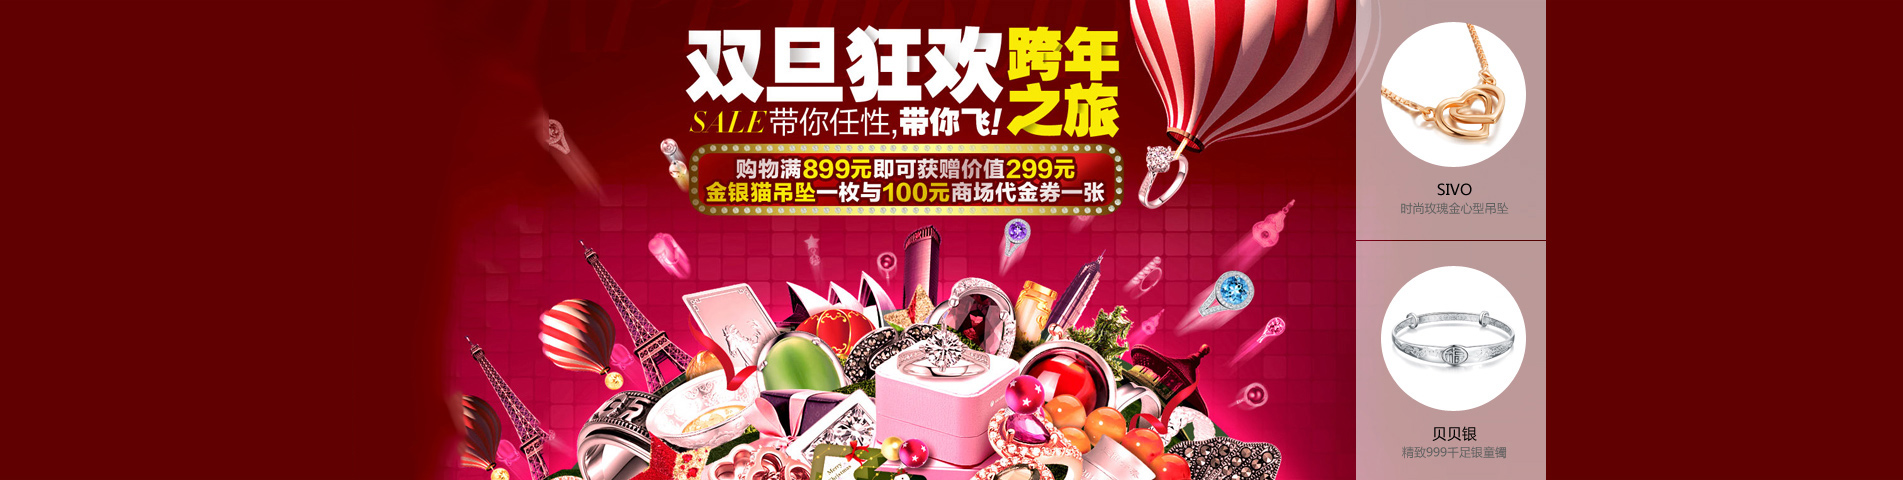 双旦狂欢跨年
之旅
SALE带你任性,带你飞!
购物满899元即可获赠价值299元
金银猫吊坠一枚与100元商场代金券一张
SIVO
时尚玫瑰金心型吊坠
贝贝银
精致999千足银童镯
Merry
Christmas